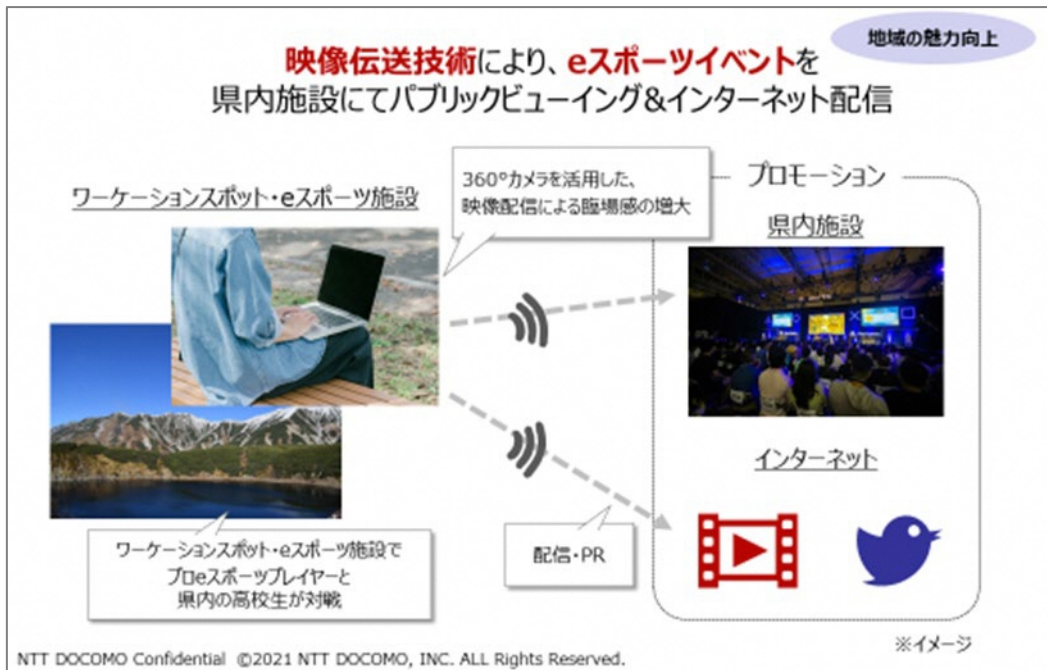 地域の魅力向上
映像伝送技術により、eスポーツイベントを
県内施設にてパブリックビューイング&インターネット配信
ワーケーションスポット・eスポーツ施設
360°カメラを活用した、
映像配信による臨場感の増大
プロモーション
県内施設
インターネット
ワーケーションスポット・eスポーツ施設で
プロeスポーツプレイヤーと
県内の高校生が対戦
配信・PR
※イメージ
NTT DOCOMO Confidential ©2021 NTT DOCOMO, INC. ALL Rights Reserved.